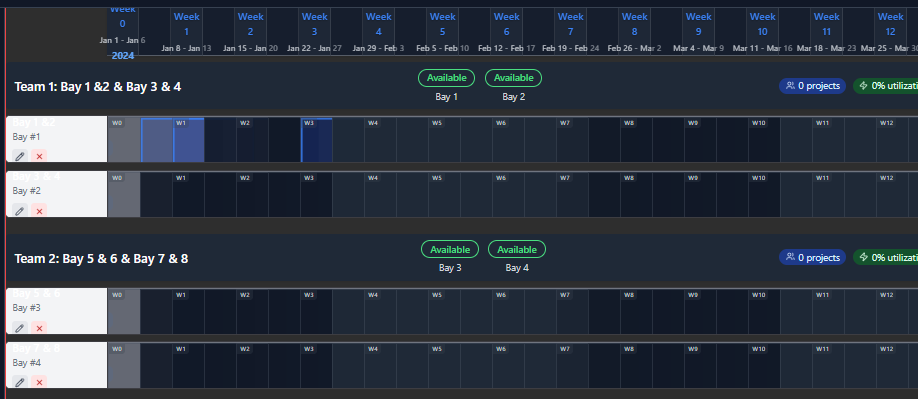 Week Week Week Week Week Week Week Week Week Week Week Week Week
0 1 2 3 4 5 6 7 8 9 10 11 12
Jan 1 - Jan 6 Jan 8 - Jan 13 Jan 15 - Jan 20 Jan 22 - Jan 27 Jan 29 - Feb 3 Feb 5 - Feb 10 Feb 12 - Feb 17 Feb 19 - Feb 24 Feb 26 - Mar 2 Mar 4 - Mar 9 Mar 11 - Mar 16 Mar 18 - Mar 23 Mar 25 - Mar 30
2024
Team 1: Bay 1 &2 & Bay 3 & 4 Available Available 0 projects 0% utilizati
Bay 1 Bay 2
Bay 1 & 2
W0 W1 W2 W3 W4 W5 W6 W7 W8 W9 W10 W11 W12
Bay #1
Bay 3 & 4
W0 W1 W2 W3 W4 W5 W6 W7 W8 W9 W10 W11 W12
Bay #2
Team 2: Bay 5 & 6 & Bay 7 & 8 Available Available 0 projects 0% utilizati
Bay 3 Bay 4
Bay 5 & 6
W0 W1 W2 W3 W4 W5 W6 W7 W8 W9 W10 W11 W12
Bay #3
Bay 7 & 8
W0 W1 W2 W3 W4 W5 W6 W7 W8 W9 W10 W11 W12
Bay #4